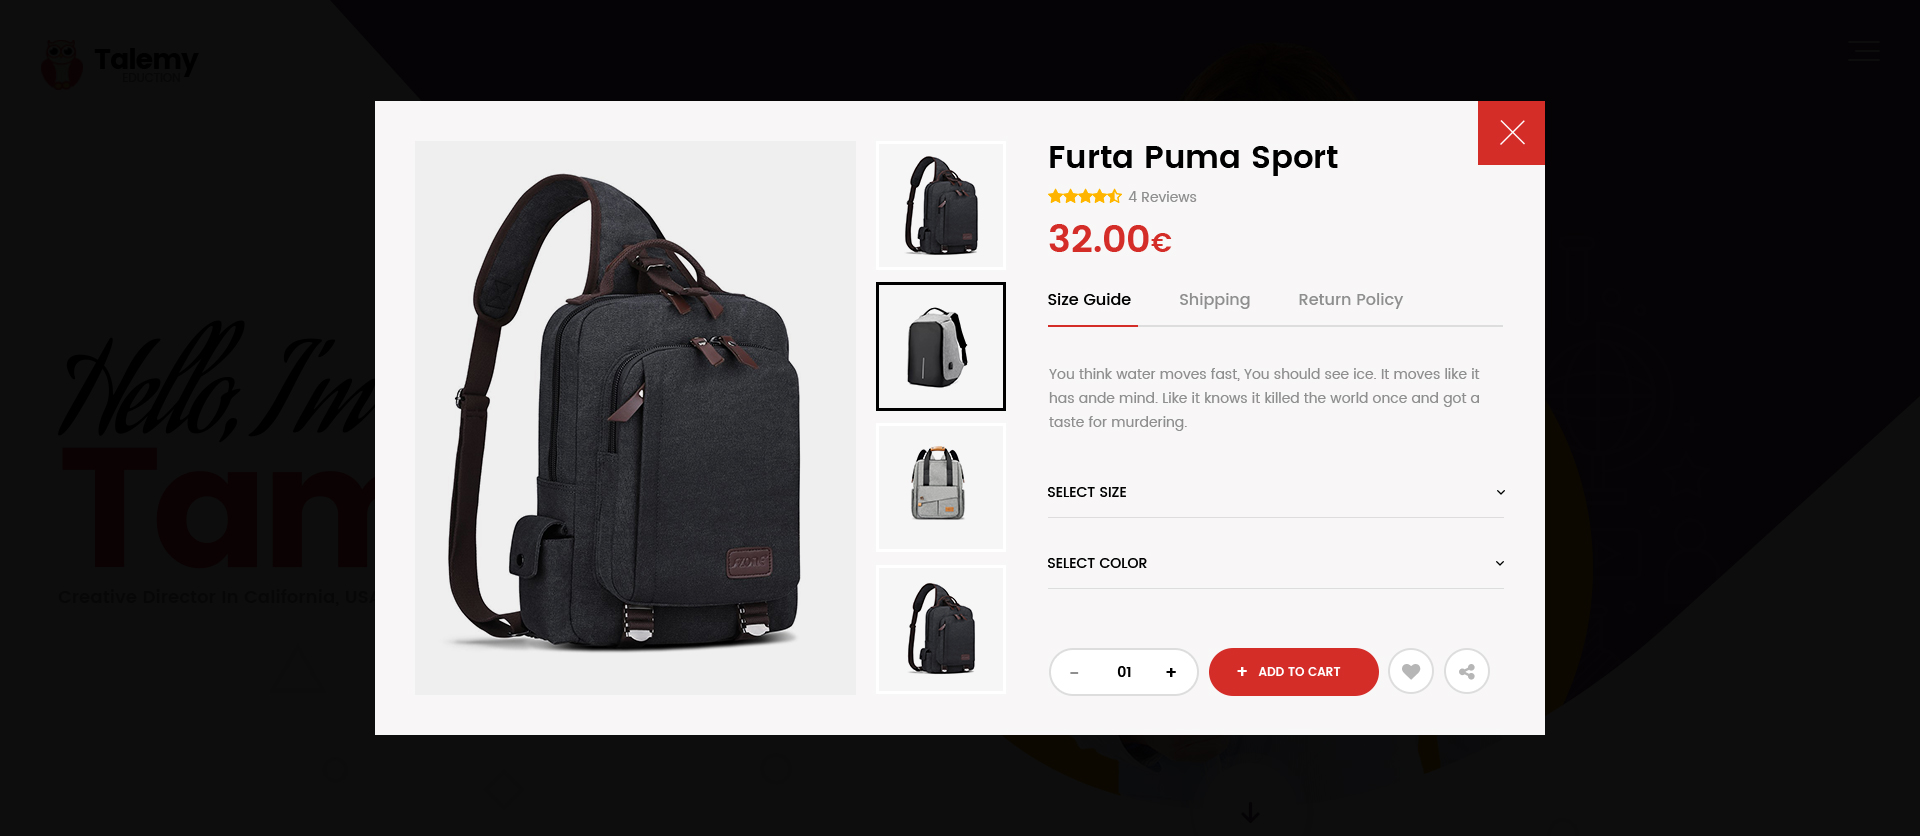 Talemy
EDUCTION
Hello, I'm
Tam
Creative Director In California, USA
Furta Puma Sport
4 Reviews
32.00€
Size Guide
Shipping
Return Policy
You think water moves fast, You should see ice. It moves like it
has ande mind. Like it knows it killed the world once and got a
taste for murdering.
SELECT SIZE
SELECT COLOR
- 01 +
+ ADD TO CART